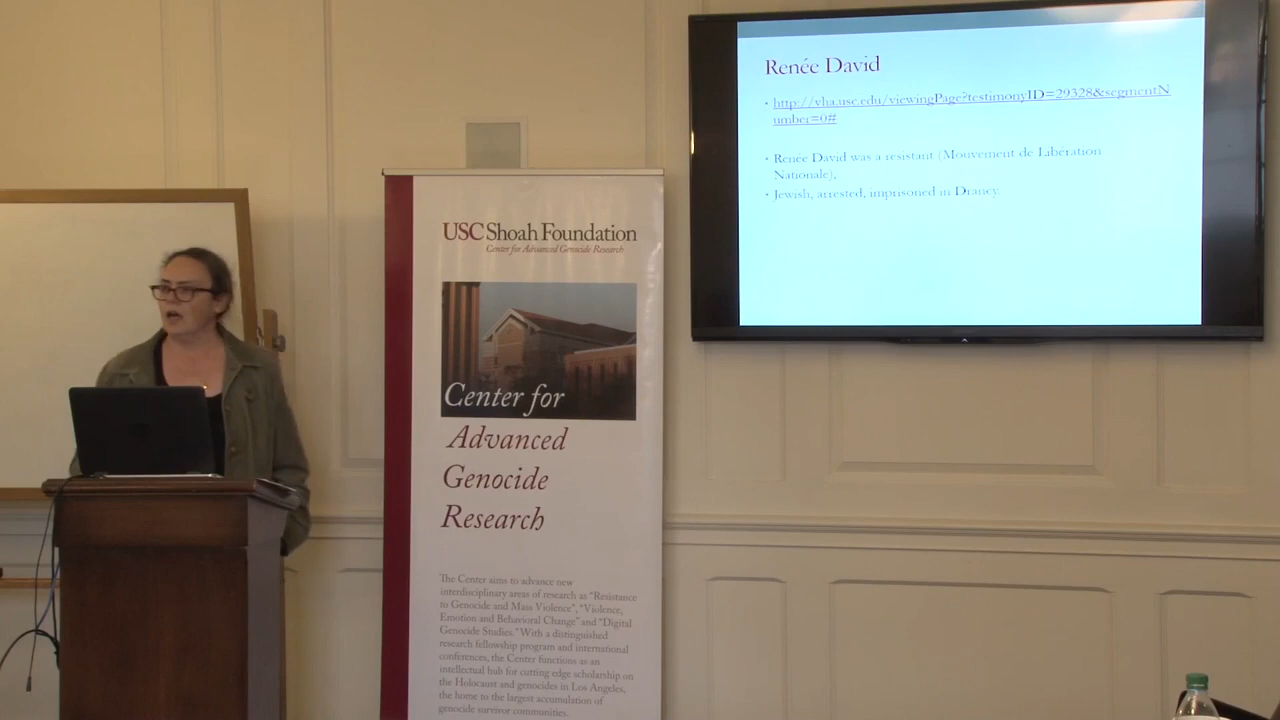 Renée David
• http://vha.usc.edu/viewingPage?testimonyID=29328&segmentN
umber=0#
• Renée David was a resistant (Mouvement de Libération
Nationale),
• Jewish, arrested, imprisoned in Drancy.
USC Shoah Foundation
Center for Advanced Genocide Research
Center for
Advanced
Genocide
Research
The Center aims to advance new
interdisciplinary areas of research as “Resistance
to Genocide and Mass Violence”, “Violence,
Emotion and Behavioral Change” and “Digital
Genocide Studies.” With a distinguished
research fellowship program and international
conferences, the Center functions as an
intellectual hub for cutting edge scholarship on
the Holocaust and genocides in Los Angeles,
the home to the largest accumulation of
genocide survivor communities.